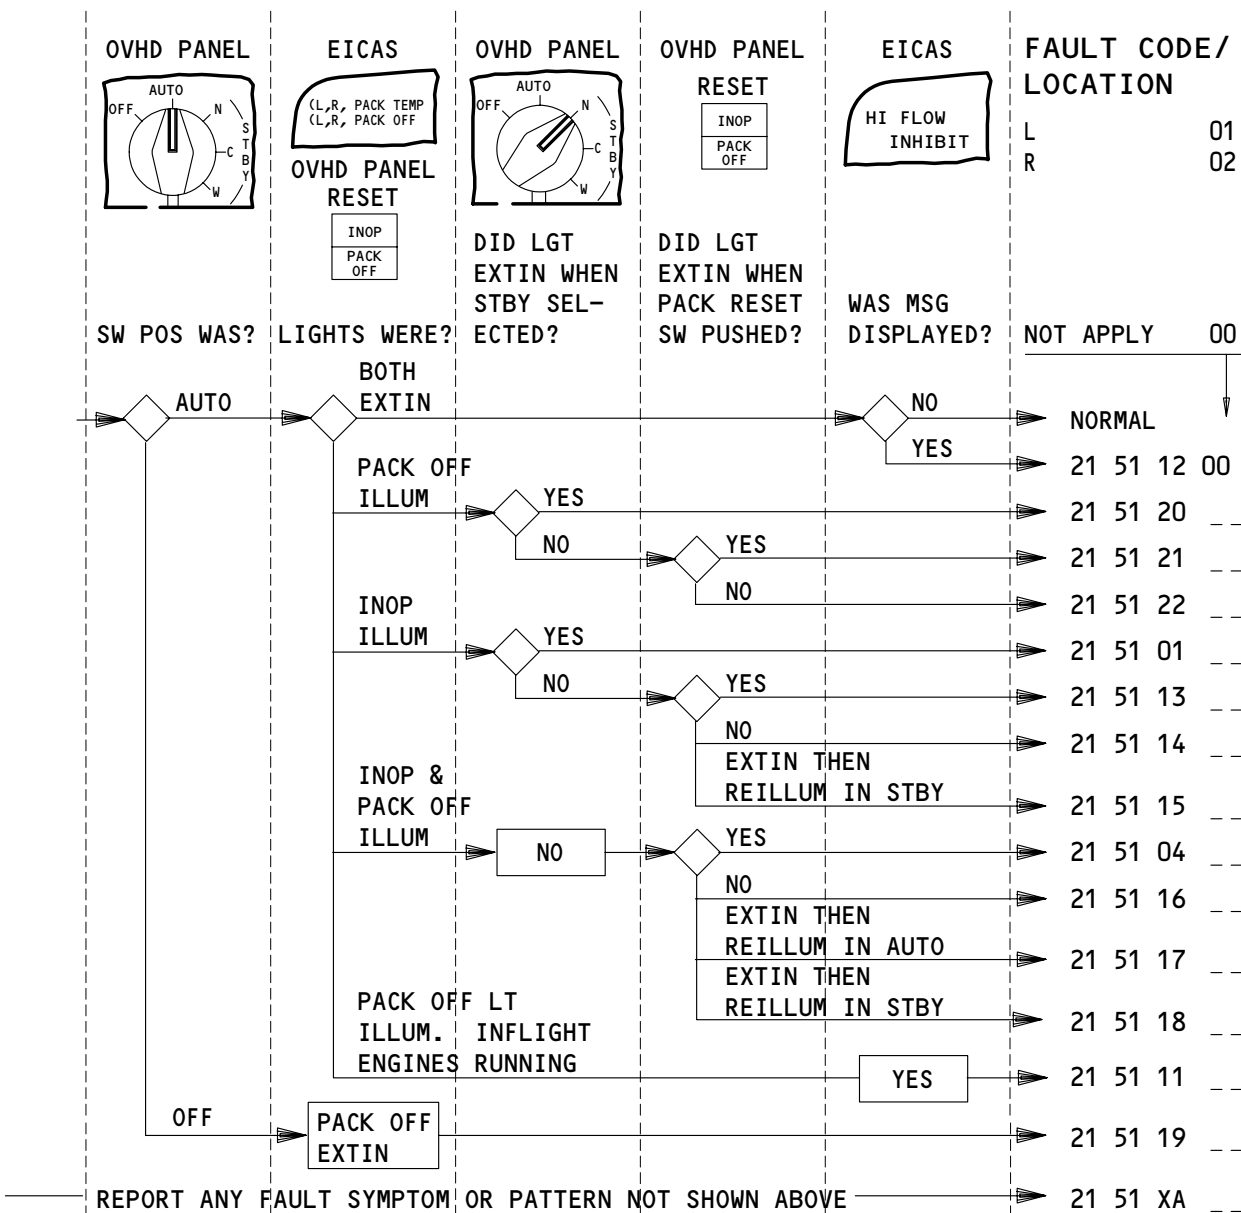 OVHD PANEL
OFF
AUTO
N
C
W
STBY
SW POS WAS?
EICAS
(L,R, PACK TEMP
(L,R, PACK OFF
OVHD PANEL
RESET
INOP
PACK
OFF
LIGHTS WERE?
OVHD PANEL
OFF
AUTO
N
C
W
STBY
DID LGT
EXTIN WHEN
STBY SEL-
ECTED?
OVHD PANEL
RESET
INOP
PACK
OFF
DID LGT
EXTIN WHEN
PACK RESET
SW PUSHED?
EICAS
HI FLOW
INHIBIT
WAS MSG
DISPLAYED?
FAULT CODE/
LOCATION
L 01
R 02
NOT APPLY 00
AUTO
BOTH
EXTIN
NO
NORMAL
YES
21 51 12 00
PACK OFF
ILLUM
YES
21 51 20 _ _
NO
YES
21 51 21 _ _
NO
21 51 22 _ _
INOP
ILLUM
YES
21 51 01 _ _
NO
YES
21 51 13 _ _
NO
21 51 14 _ _
EXTIN THEN
REILLUM IN STBY
21 51 15 _ _
INOP &
PACK OFF
ILLUM
NO
YES
21 51 04 _ _
NO
21 51 16 _ _
EXTIN THEN
REILLUM IN AUTO
21 51 17 _ _
EXTIN THEN
REILLUM IN STBY
21 51 18 _ _
PACK OFF LT
ILLUM. INFLIGHT
ENGINES RUNNING
YES
21 51 11 _ _
OFF
PACK OFF
EXTIN
21 51 19 _ _
REPORT ANY FAULT SYMPTOM OR PATTERN NOT SHOWN ABOVE
21 51 XA _ _